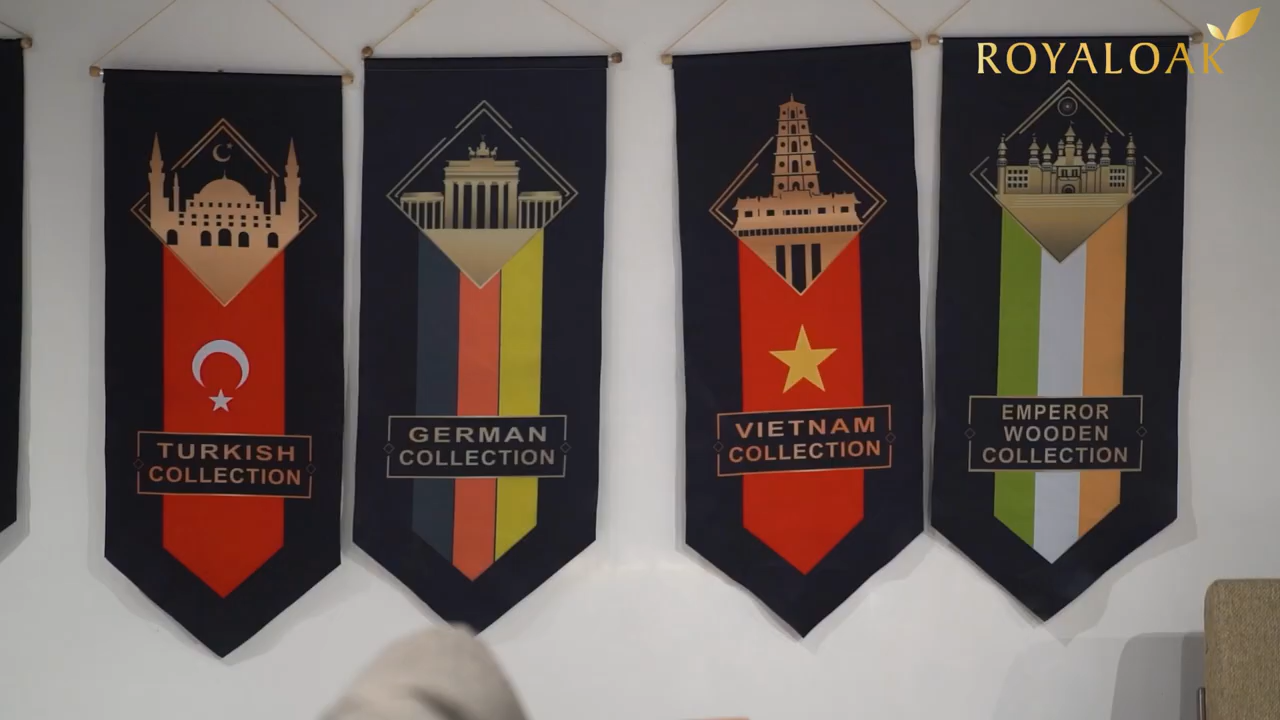 ROYALOAK
TURKISH
COLLECTION
GERMAN
COLLECTION
VIETNAM
COLLECTION
EMPEROR
WOODEN
COLLECTION